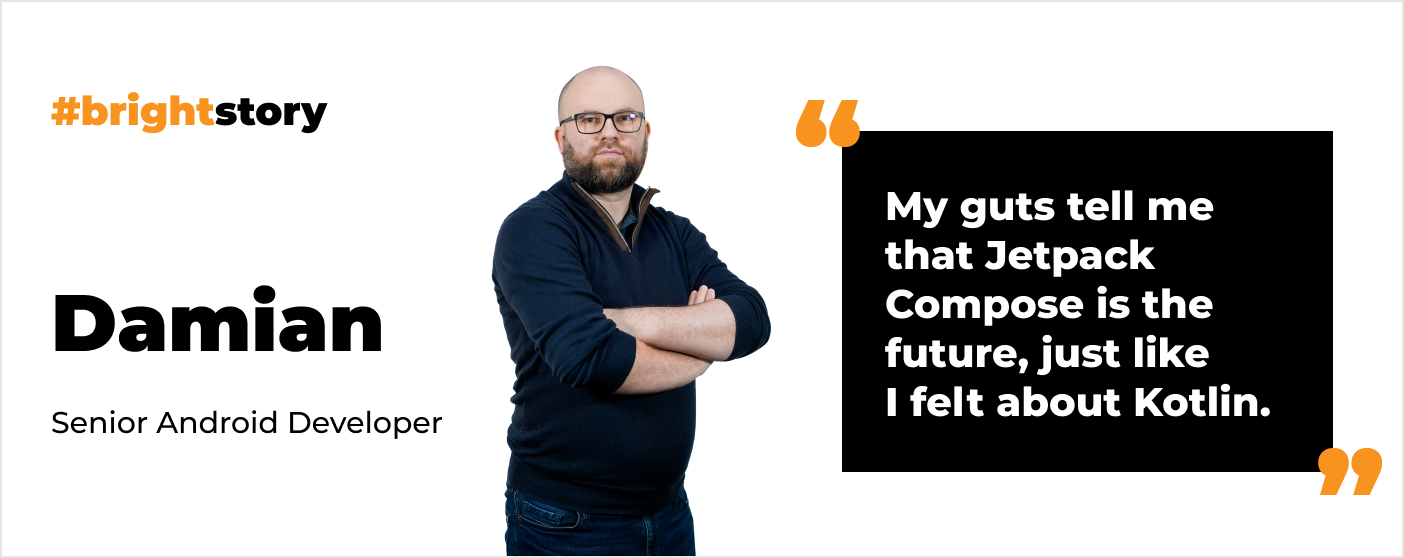 #brightstory
Damian
Senior Android Developer
“
My guts tell me
that Jetpack
Compose is the
future, just like
I felt about Kotlin.
”